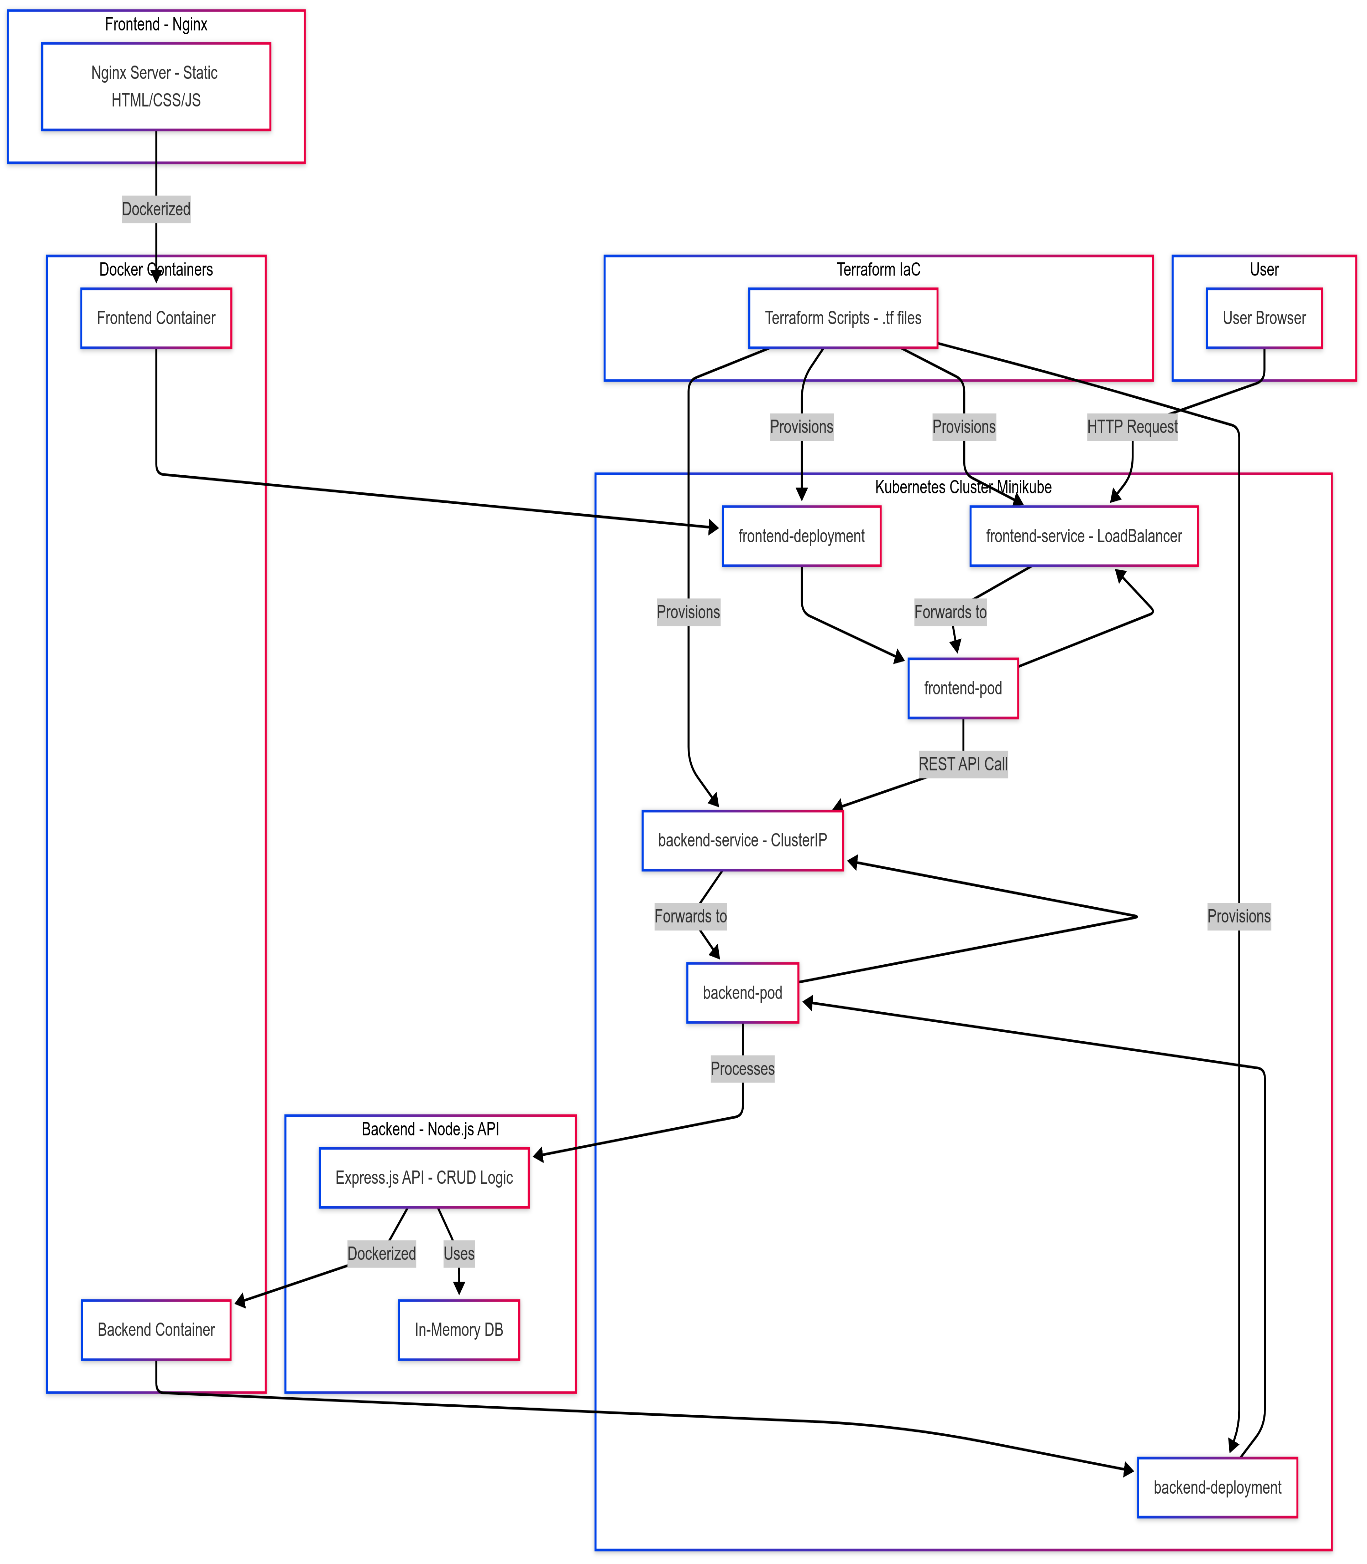 Frontend - Nginx
Nginx Server - Static
HTML/CSS/JS
Dockerized
Docker Containers
Frontend Container
Terraform IaC
Terraform Scripts - .tf files
User
User Browser
Provisions
Provisions
HTTP Request
Kubernetes Cluster Minikube
frontend-deployment
frontend-service - LoadBalancer
Provisions
Forwards to
frontend-pod
REST API Call
backend-service - ClusterIP
Forwards to
Provisions
backend-pod
Processes
Backend - Node.js API
Express.js API - CRUD Logic
Dockerized
Uses
Backend Container
In-Memory DB
backend-deployment